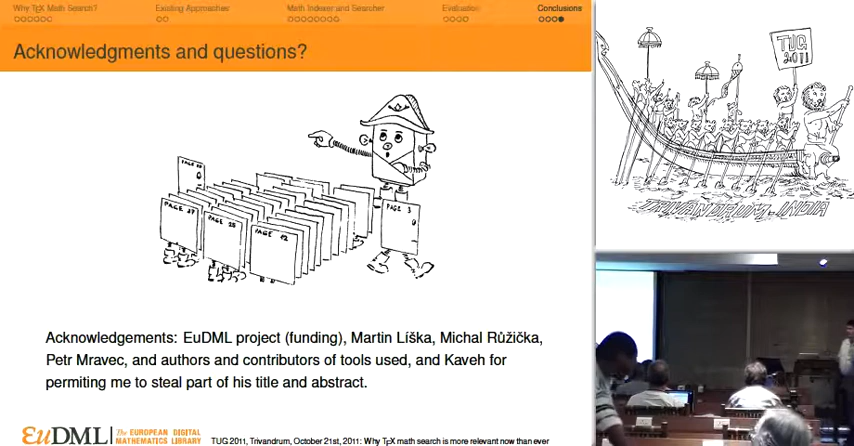 Why TeX Math Search?
Existing Approaches
Math Indexer and Searcher
Evaluation
Conclusions
Acknowledgments and questions?
PAGE 3
PAGE 42
Acknowledgements: EuDML project (funding), Martin Líška, Michal Růžička,
Petr Mravec, and authors and contributors of tools used, and Kaveh for
permiting me to steal part of his title and abstract.
EuDML
The EUROPEAN DIGITAL
MATHEMATICS LIBRARY
TUG 2011, Trivandrum, October 21st, 2011: Why TeX math search is more relevant now than ever
TUG
2011
TRIVANDRUM, INDIA